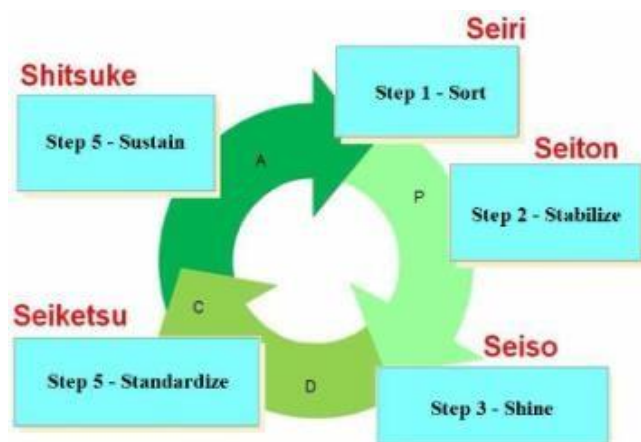 Seiri
Step 1 - Sort
Seiton
Step 2 - Stabilize
Seiso
Step 3 - Shine
Seiketsu
Step 5 - Standardize
Shitsuke
Step 5 - Sustain
A
P
D
C